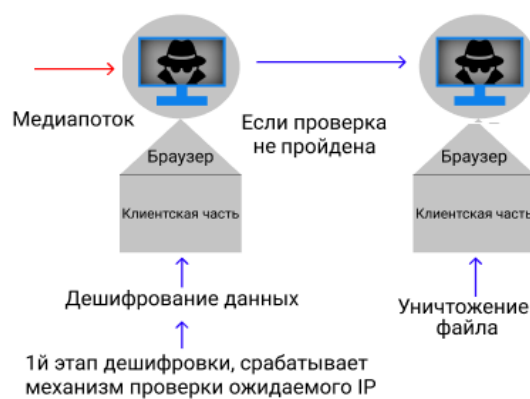 Медиапоток
Если проверка
не пройдена
Браузер
Клиентская часть
Браузер
Клиентская часть
Дешифрование данных
Уничтожение
файла
1й этап дешифровки, срабатывает
механизм проверки ожидаемого IP